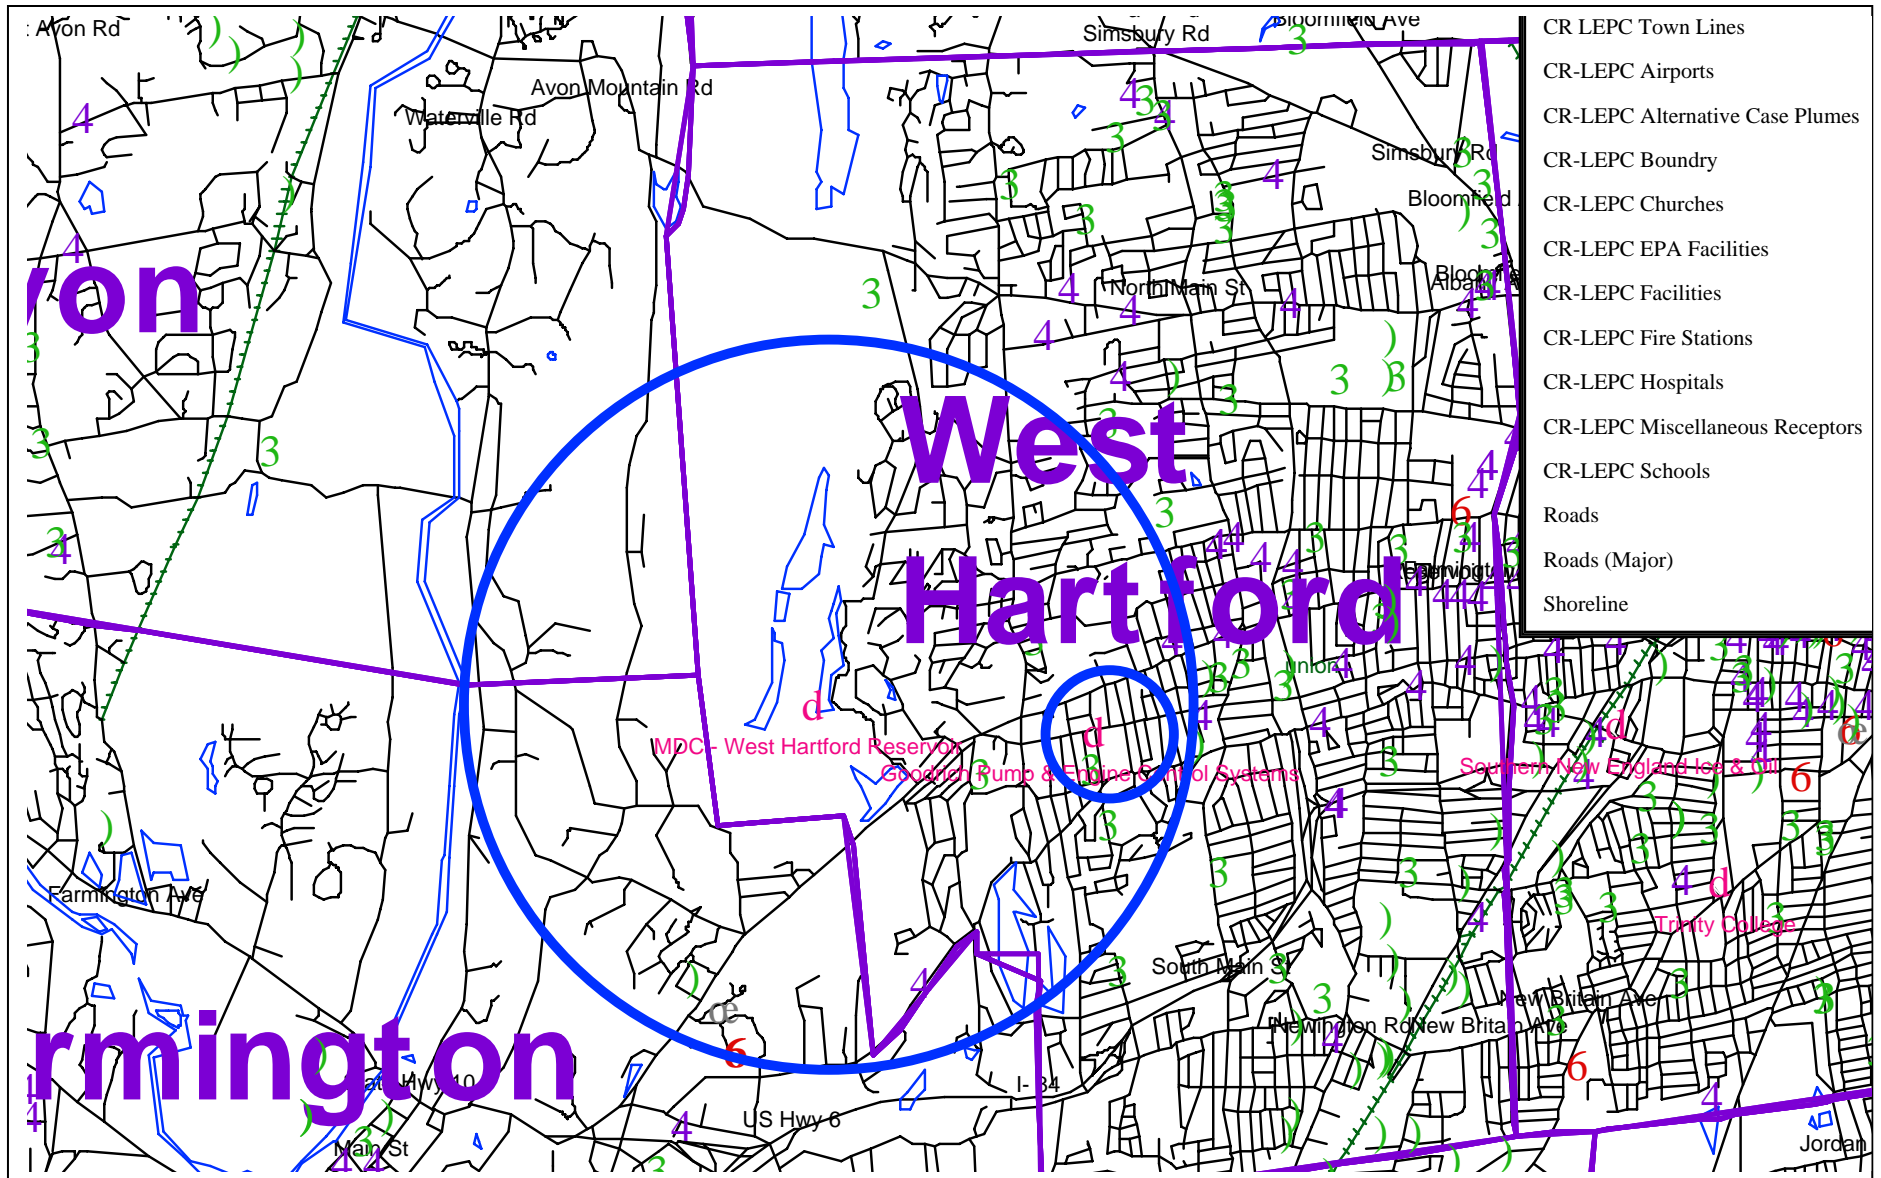 Avon Rd
Simsbury Rd
Bloomfield Ave
CR LEPC Town Lines
CR-LEPC Airports
CR-LEPC Alternative Case Plumes
CR-LEPC Boundry
CR-LEPC Churches
CR-LEPC EPA Facilities
CR-LEPC Facilities
CR-LEPC Fire Stations
CR-LEPC Hospitals
CR-LEPC Miscellaneous Receptors
CR-LEPC Schools
Roads
Roads (Major)
Shoreline
Avon Mountain Rd
Waterville Rd
Simsbury Rd
Bloomfield
North Main St
von
West
Hartford
union
MDC - West Hartford Reservoir
Goodrich Pump & Engine Control Systems
Southern New England Ice & Oil
Farmington Ave
Trinity College
South Main St
New Britain Ave
Newington Rd
New Britain Ave
rmington
State Hwy 10
I- 84
US Hwy 6
Main St
Jordan